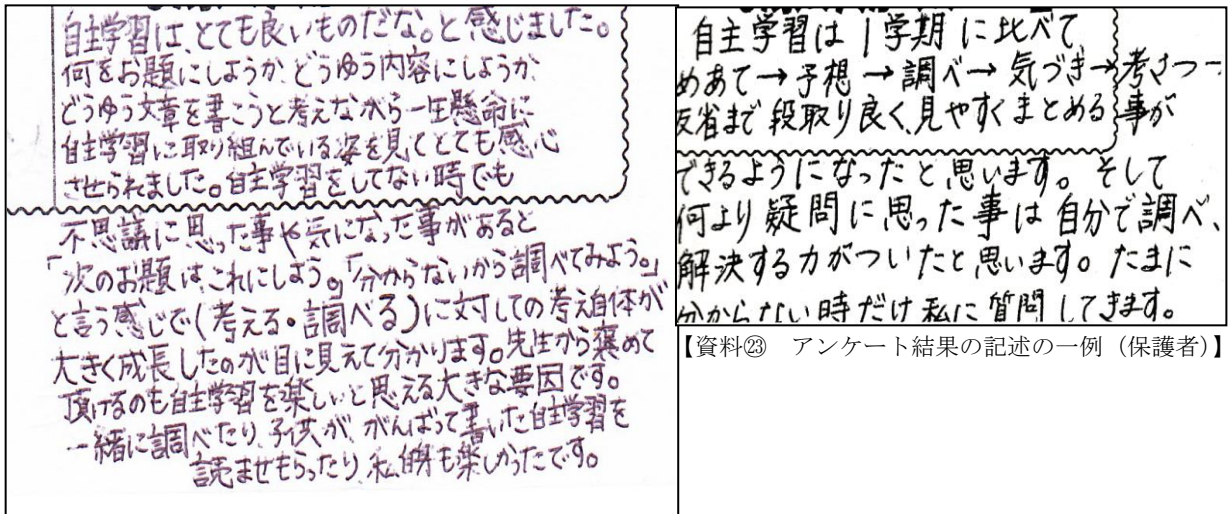 自主学習は、とても良いものだな。と感じました。
何をお題にしようか、どうゆう内容にしようか、
どうゆう文章を書こうと考えながら一生懸命に
自主学習に取り組んでいる姿を見てとても感心
させられました。自主学習をしてない時でも
不思議に思った事や気になった事があると
「次のお題は、これにしよう。」「分からないから調べてみよう。」
と言う感じで(考える。調べる)に対しての考え自体が
大きく成長したのが目に見えて分かります。先生から褒めて
頂けるのも自主学習を楽しいと思える大きな要因です。
一緒に調べたり、子供が、がんばって書いた自主学習を
読ませもらったり、私自身も楽しかったです。
自主学習は1学期に比べて
めあて→予想→調べ→気づき→考さつ→
反省まで段取り良く、見やすくまとめる事が
できるようになったと思います。そして
何より疑問に思った事は自分で調べ、
解決する力がついたと思います。たまに
分からない時だけ私に質問してきます。
【資料㉓ アンケート結果の記述の一例（保護者）】